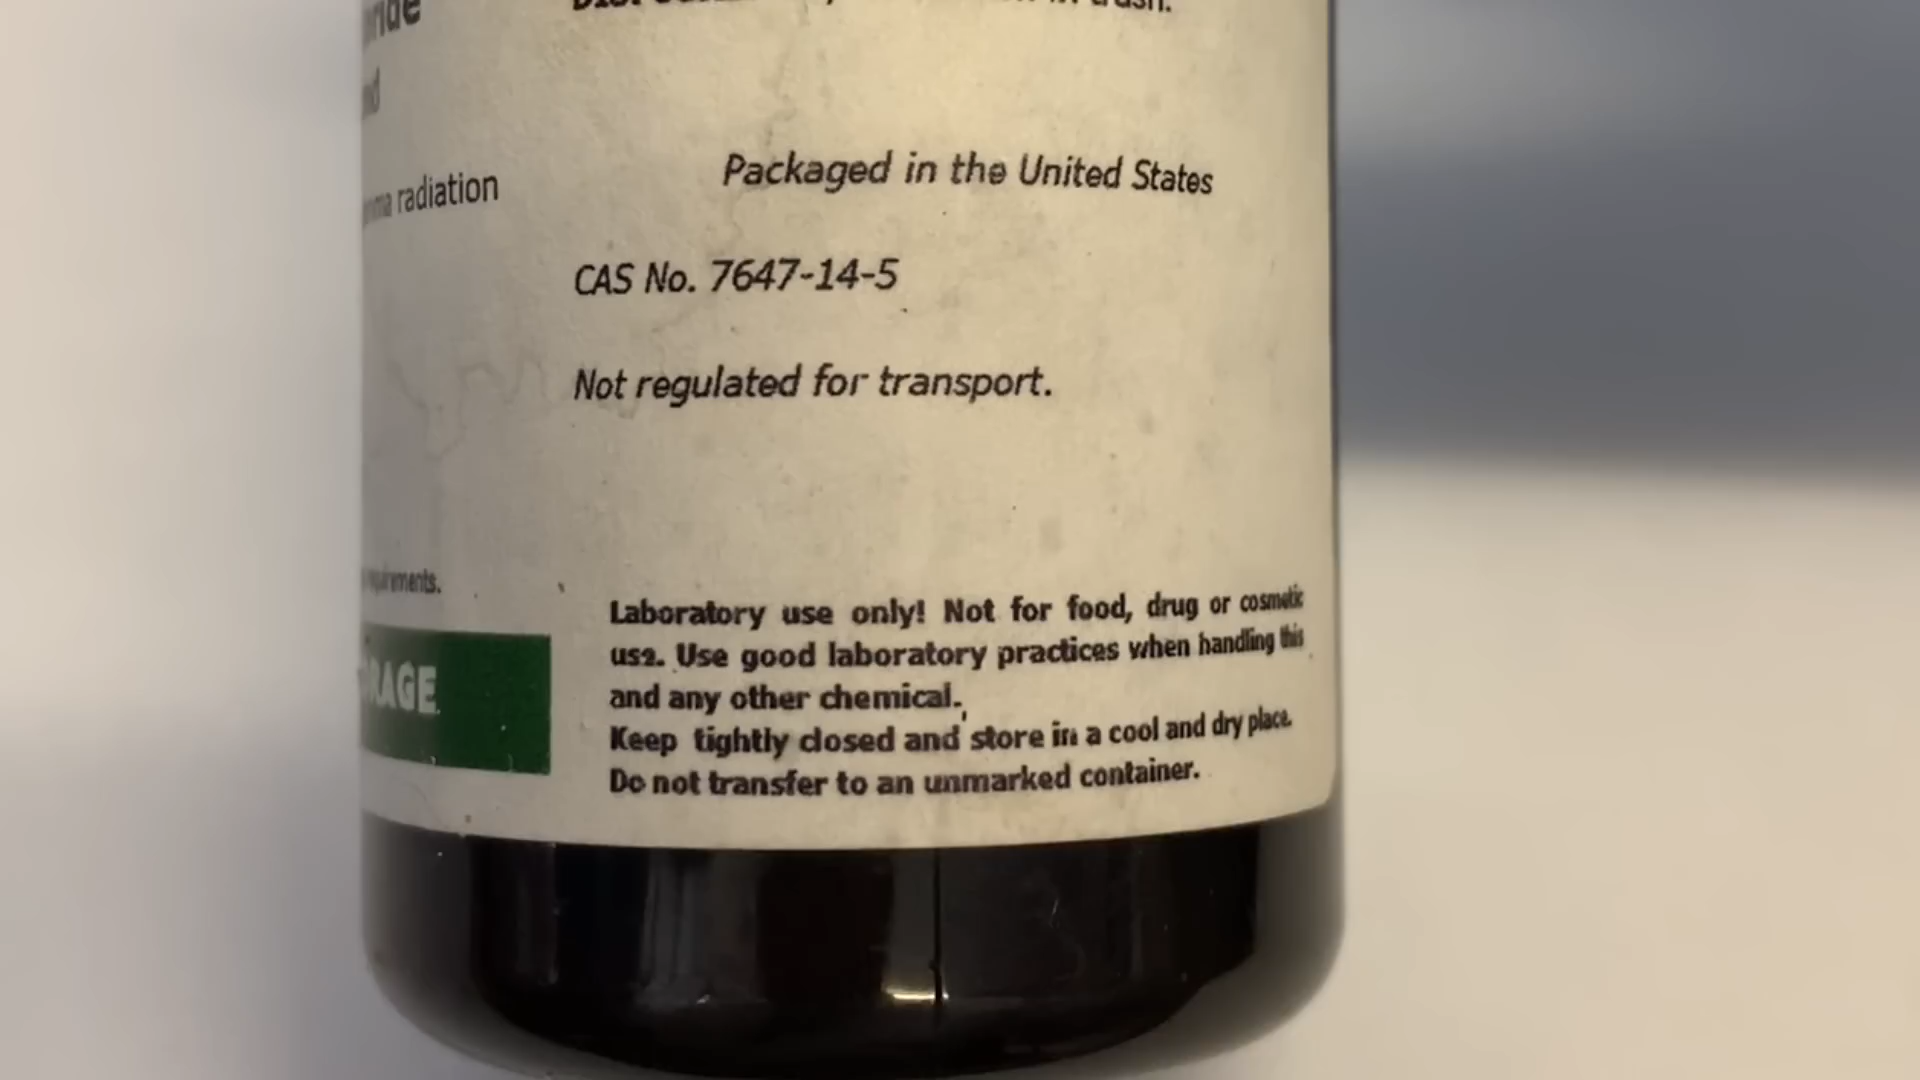 radiation
Packaged in the United States
CAS No. 7647-14-5
Not regulated for transport.
Laboratory use only! Not for food, drug or cosmetic
use. Use good laboratory practices when handling this
and any other chemical.
Keep tightly closed and store in a cool and dry place.
Do not transfer to an unmarked container.